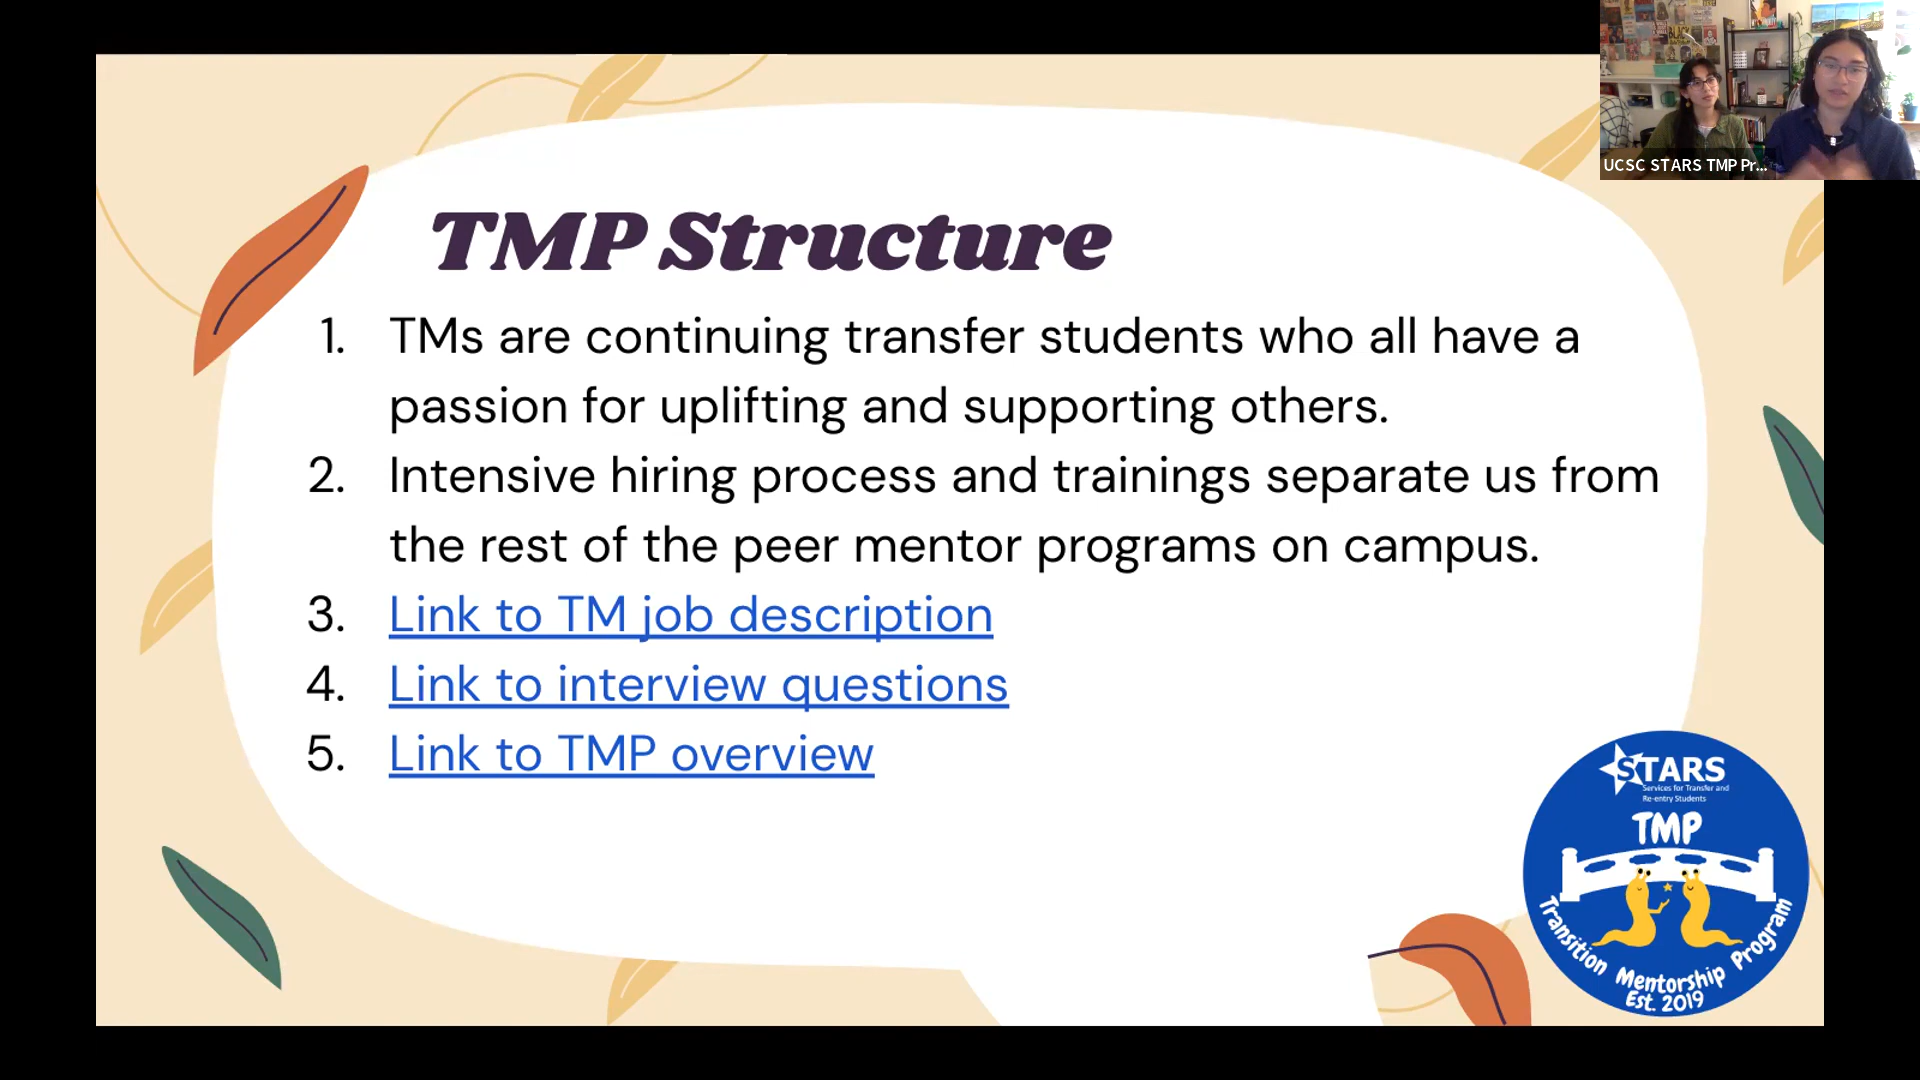 UCSC STARS TMP Pr...
TMP Structure
1. TMs are continuing transfer students who all have a
passion for uplifting and supporting others.
2. Intensive hiring process and trainings separate us from
the rest of the peer mentor programs on campus.
3. Link to TM job description
4. Link to interview questions
5. Link to TMP overview
STARS
Services for Transfer and
Re-entry Students
TMP
Transition Mentorship Program
Est. 2019